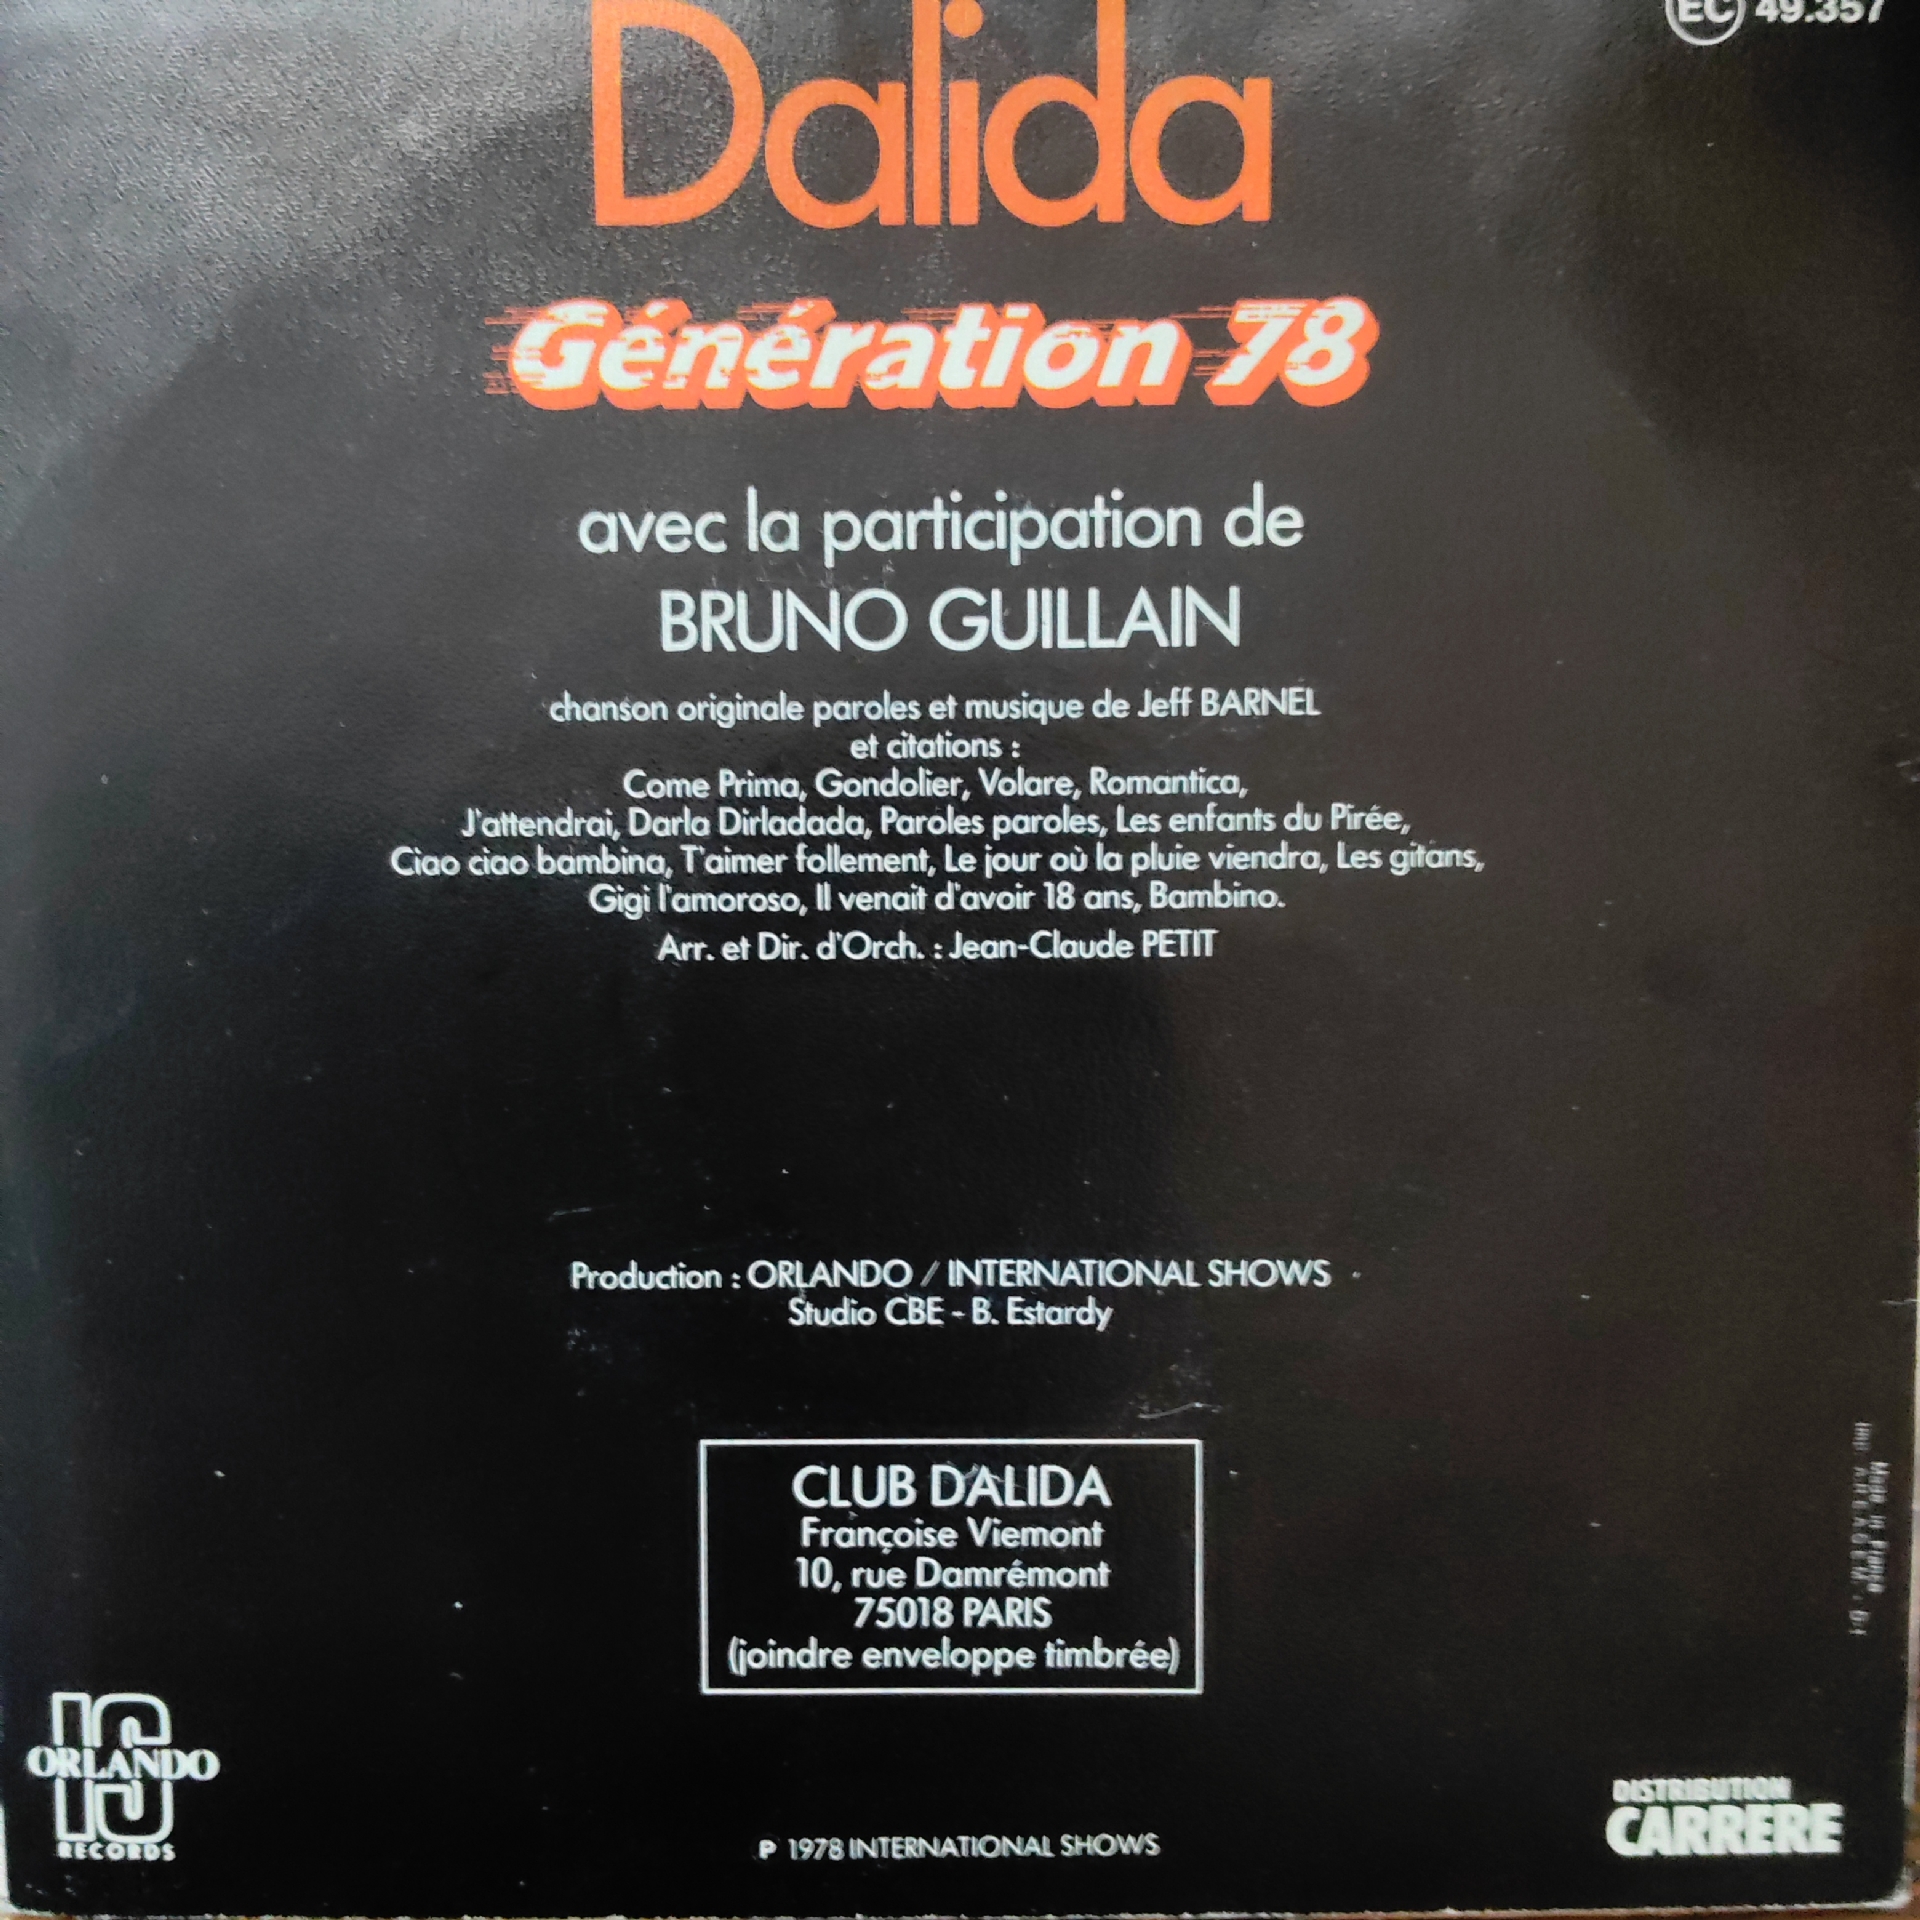 EC 49.357
Dalida
Génération 78
avec la participation de
BRUNO GUILLAIN
chanson originale paroles et musique de Jeff BARNEL
et citations :
Come Prima, Gondolier, Volare, Romantica,
J'attendrai, Darla Dirladada, Paroles paroles, Les enfants du Pirée,
Ciao ciao bambina, T'aimer follement, Le jour où la pluie viendra, Les gitans,
Gigi l'amoroso, Il venait d'avoir 18 ans, Bambino.
Arr. et Dir. d'Orch. : Jean-Claude PETIT
Production : ORLANDO / INTERNATIONAL SHOWS
Studio CBE - B. Estardy
CLUB DALIDA
Françoise Viemont
10, rue Damrémont
75018 PARIS
(joindre enveloppe timbrée)
Made in France
IS
ORLANDO
RECORDS
P 1978 INTERNATIONAL SHOWS
DISTRIBUTION
CARRERE